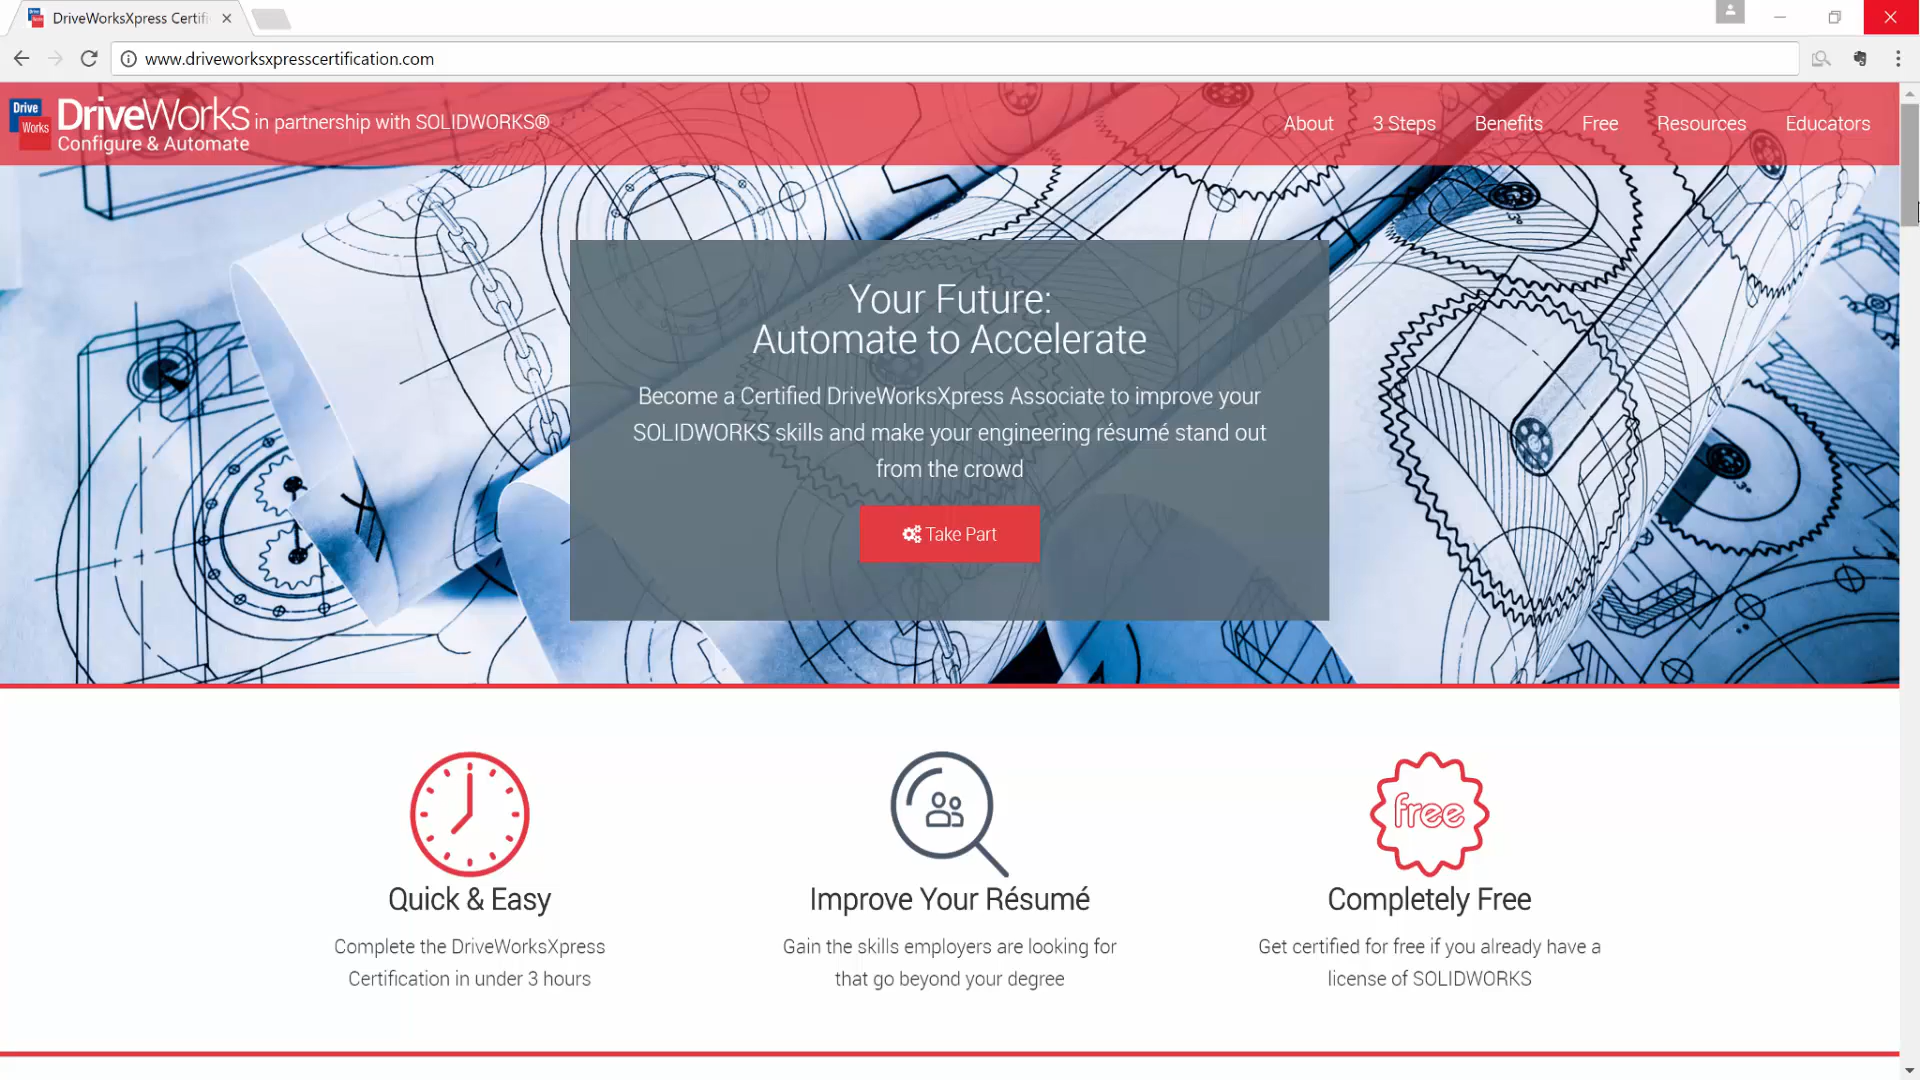 DriveWorksXpress Certifi
www.driveworksxpresscertification.com
Drive
Works
DriveWorks in partnership with SOLIDWORKS®
Configure & Automate
About 3 Steps Benefits Free Resources Educators
Your Future:
Automate to Accelerate
Become a Certified DriveWorksXpress Associate to improve your
SOLIDWORKS skills and make your engineering résumé stand out
from the crowd
Take Part
free
Quick & Easy
Improve Your Résumé
Completely Free
Complete the DriveWorksXpress
Certification in under 3 hours
Gain the skills employers are looking for
that go beyond your degree
Get certified for free if you already have a
license of SOLIDWORKS